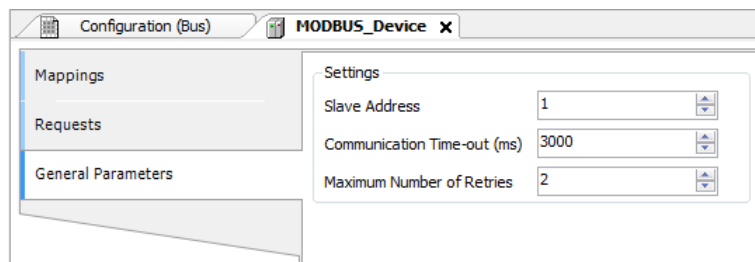 Configuration (Bus) MODBUS_Device
Mappings
Requests
General Parameters
Settings
Slave Address 1
Communication Time-out (ms) 3000
Maximum Number of Retries 2